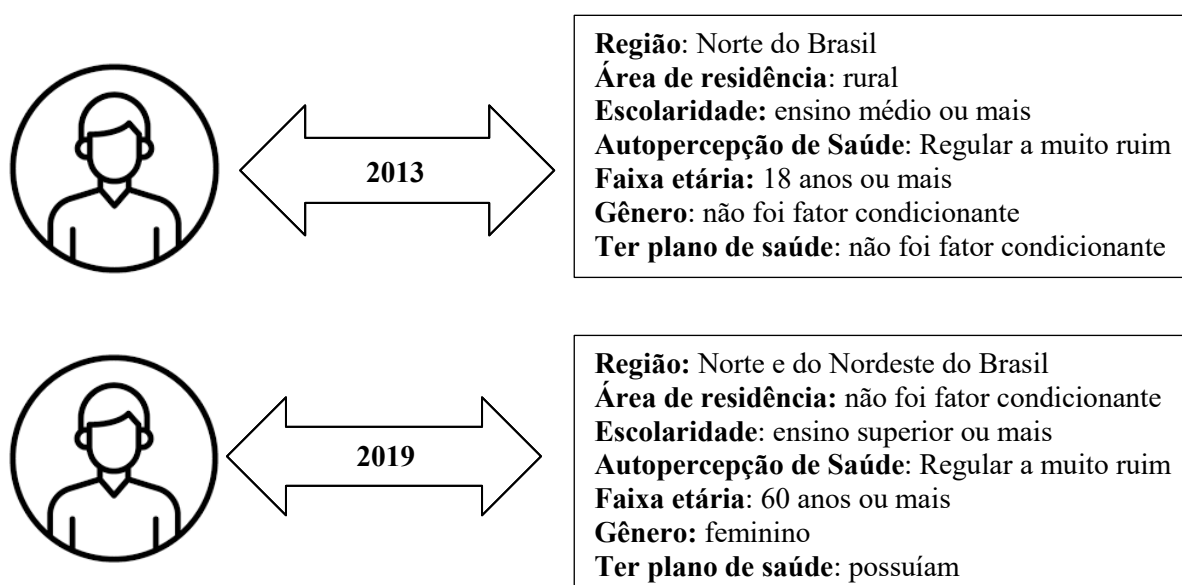 2013
Região: Norte do Brasil
Área de residência: rural
Escolaridade: ensino médio ou mais
Autopercepção de Saúde: Regular a muito ruim
Faixa etária: 18 anos ou mais
Gênero: não foi fator condicionante
Ter plano de saúde: não foi fator condicionante
2019
Região: Norte e do Nordeste do Brasil
Área de residência: não foi fator condicionante
Escolaridade: ensino superior ou mais
Autopercepção de Saúde: Regular a muito ruim
Faixa etária: 60 anos ou mais
Gênero: feminino
Ter plano de saúde: possuíam